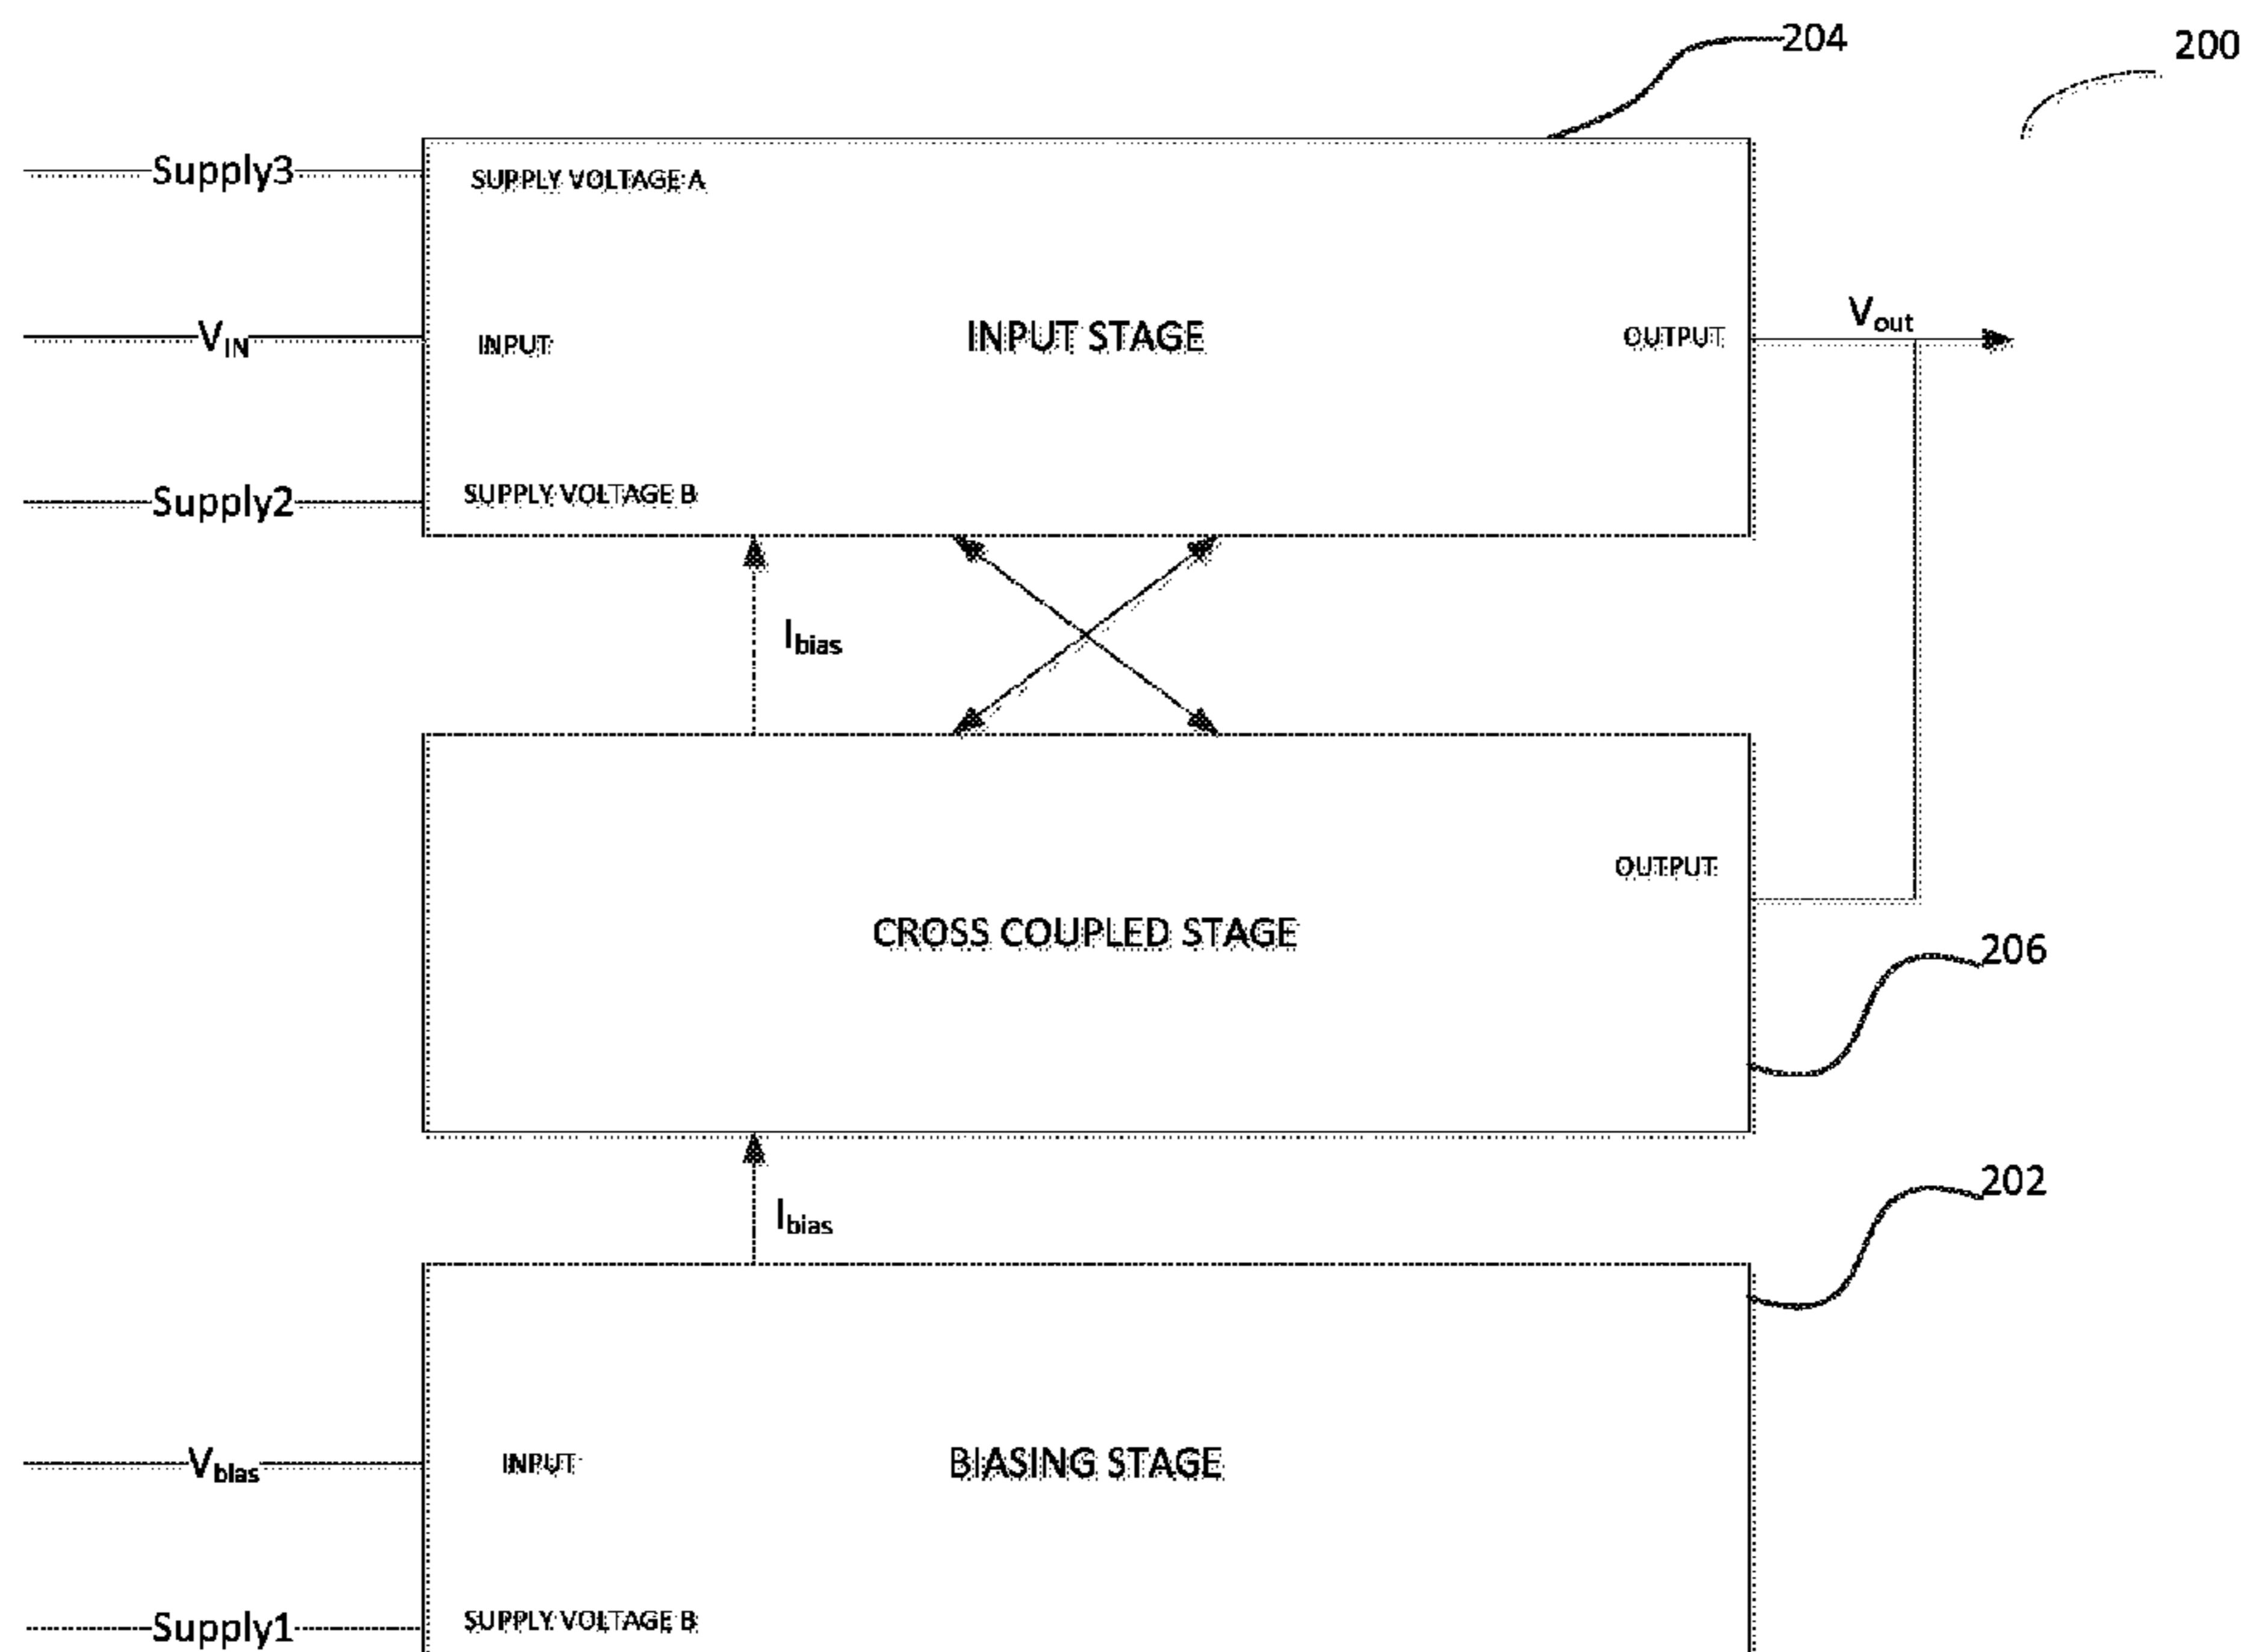 204
200
Supply3
SUPPLY VOLTAGE A
VIN
INPUT
INPUT STAGE
OUTPUT
Vout
Supply2
SUPPLY VOLTAGE B
Ibias
OUTPUT
CROSS COUPLED STAGE
206
Ibias
202
Vbias
INPUT
BIASING STAGE
Supply1
SUPPLY VOLTAGE B